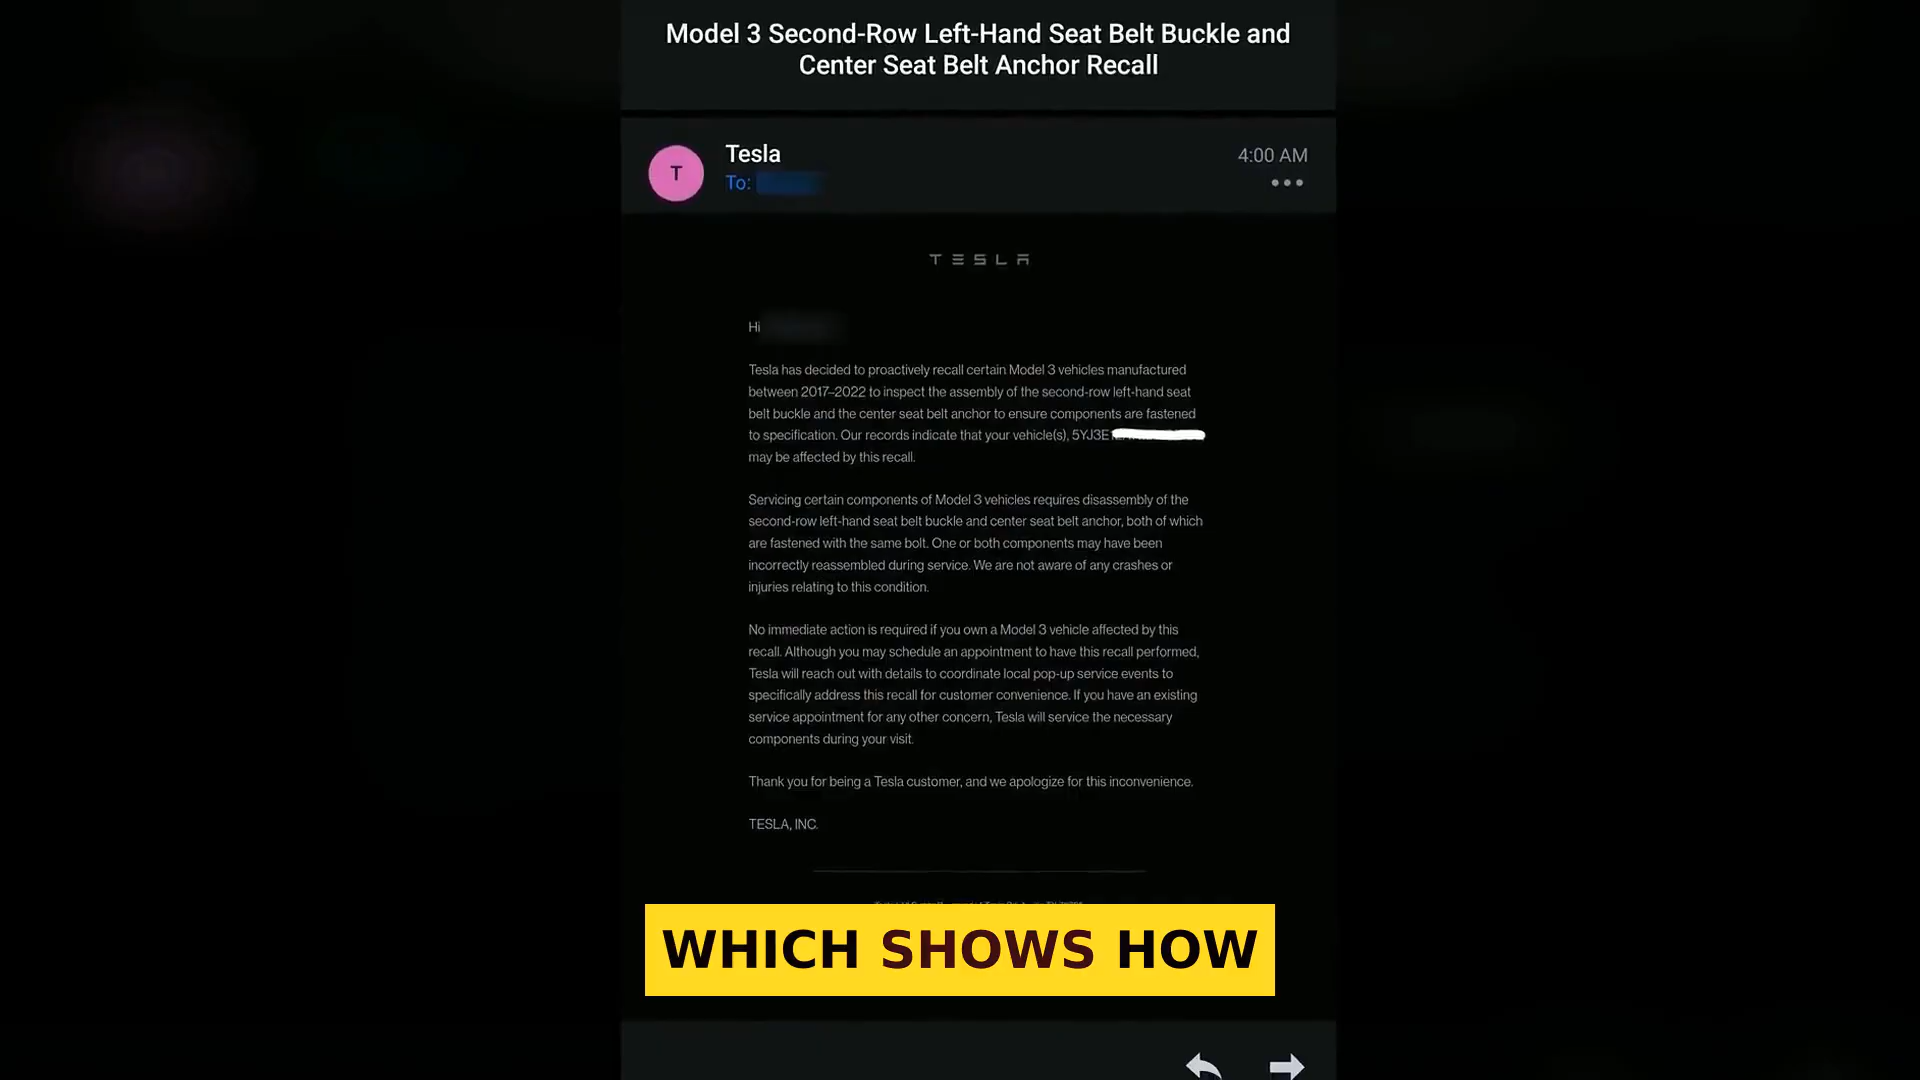 Model 3 Second-Row Left-Hand Seat Belt Buckle and
Center Seat Belt Anchor Recall
T
Tesla
4:00 AM
To:
TESLA
Hi
Tesla has decided to proactively recall certain Model 3 vehicles manufactured
between 2017–2022 to inspect the assembly of the second-row left-hand seat
belt buckle and the center seat belt anchor to ensure components are fastened
to specification. Our records indicate that your vehicle(s), 5YJ3E
may be affected by this recall.
Servicing certain components of Model 3 vehicles requires disassembly of the
second-row left-hand seat belt buckle and center seat belt anchor, both of which
are fastened with the same bolt. One or both components may have been
incorrectly reassembled during service. We are not aware of any crashes or
injuries relating to this condition.
No immediate action is required if you own a Model 3 vehicle affected by this
recall. Although you may schedule an appointment to have this recall performed,
Tesla will reach out with details to coordinate local pop-up service events to
specifically address this recall for customer convenience. If you have an existing
service appointment for any other concern, Tesla will service the necessary
components during your visit.
Thank you for being a Tesla customer, and we apologize for this inconvenience.
TESLA, INC.
WHICH SHOWS HOW